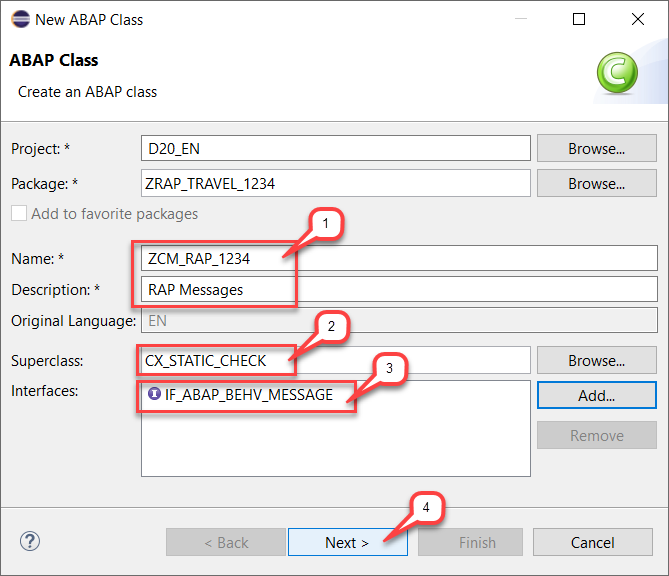 New ABAP Class
ABAP Class
Create an ABAP class
C
Project: * D20_EN Browse...
Package: * ZRAP_TRAVEL_1234 Browse...
Add to favorite packages
1
Name: * ZCM_RAP_1234
Description: * RAP Messages
Original Language: EN
2
Superclass: CX_STATIC_CHECK Browse...
3
Interfaces: I IF_ABAP_BEHV_MESSAGE Add...
Remove
4
? < Back Next > Finish Cancel